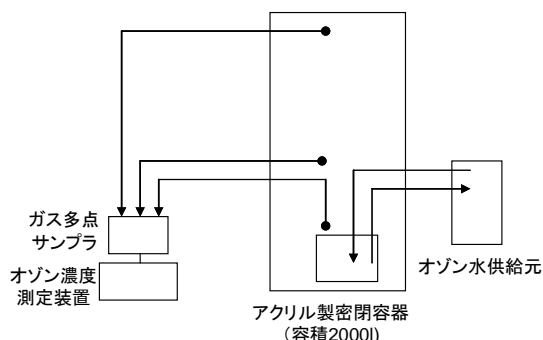 ガス多点
サンプラ
オゾン濃度
測定装置
オゾン水供給元
アクリル製密閉容器
（容積2000l)